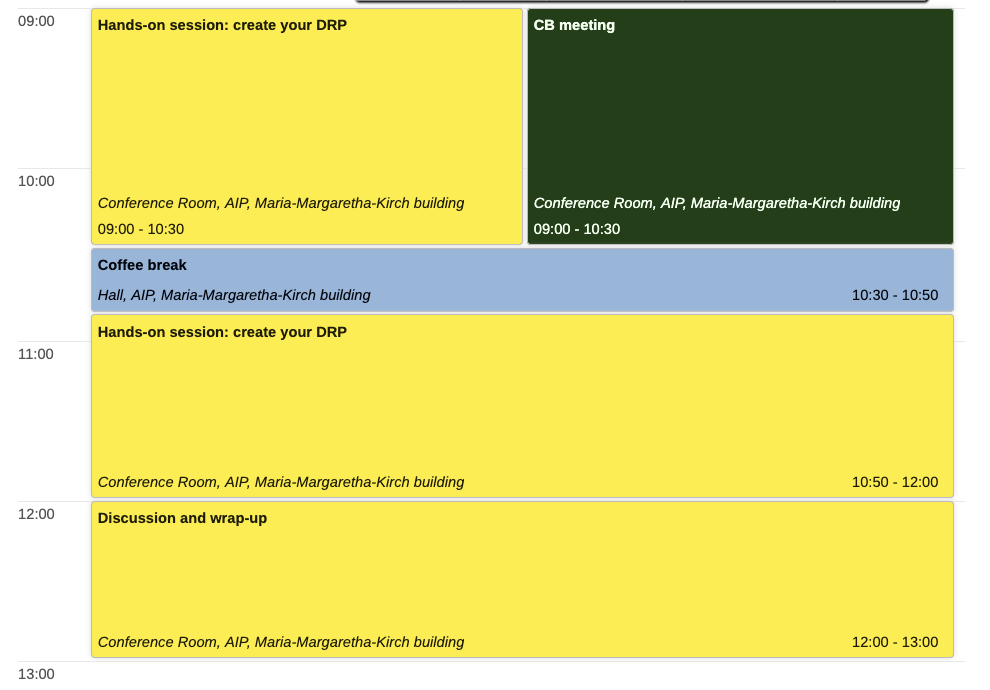 09:00
Hands-on session: create your DRP
CB meeting
10:00
Conference Room, AIP, Maria-Margaretha-Kirch building
09:00 - 10:30
Conference Room, AIP, Maria-Margaretha-Kirch building
09:00 - 10:30
Coffee break
Hall, AIP, Maria-Margaretha-Kirch building 10:30 - 10:50
Hands-on session: create your DRP
11:00
Conference Room, AIP, Maria-Margaretha-Kirch building 10:50 - 12:00
12:00
Discussion and wrap-up
Conference Room, AIP, Maria-Margaretha-Kirch building 12:00 - 13:00
13:00